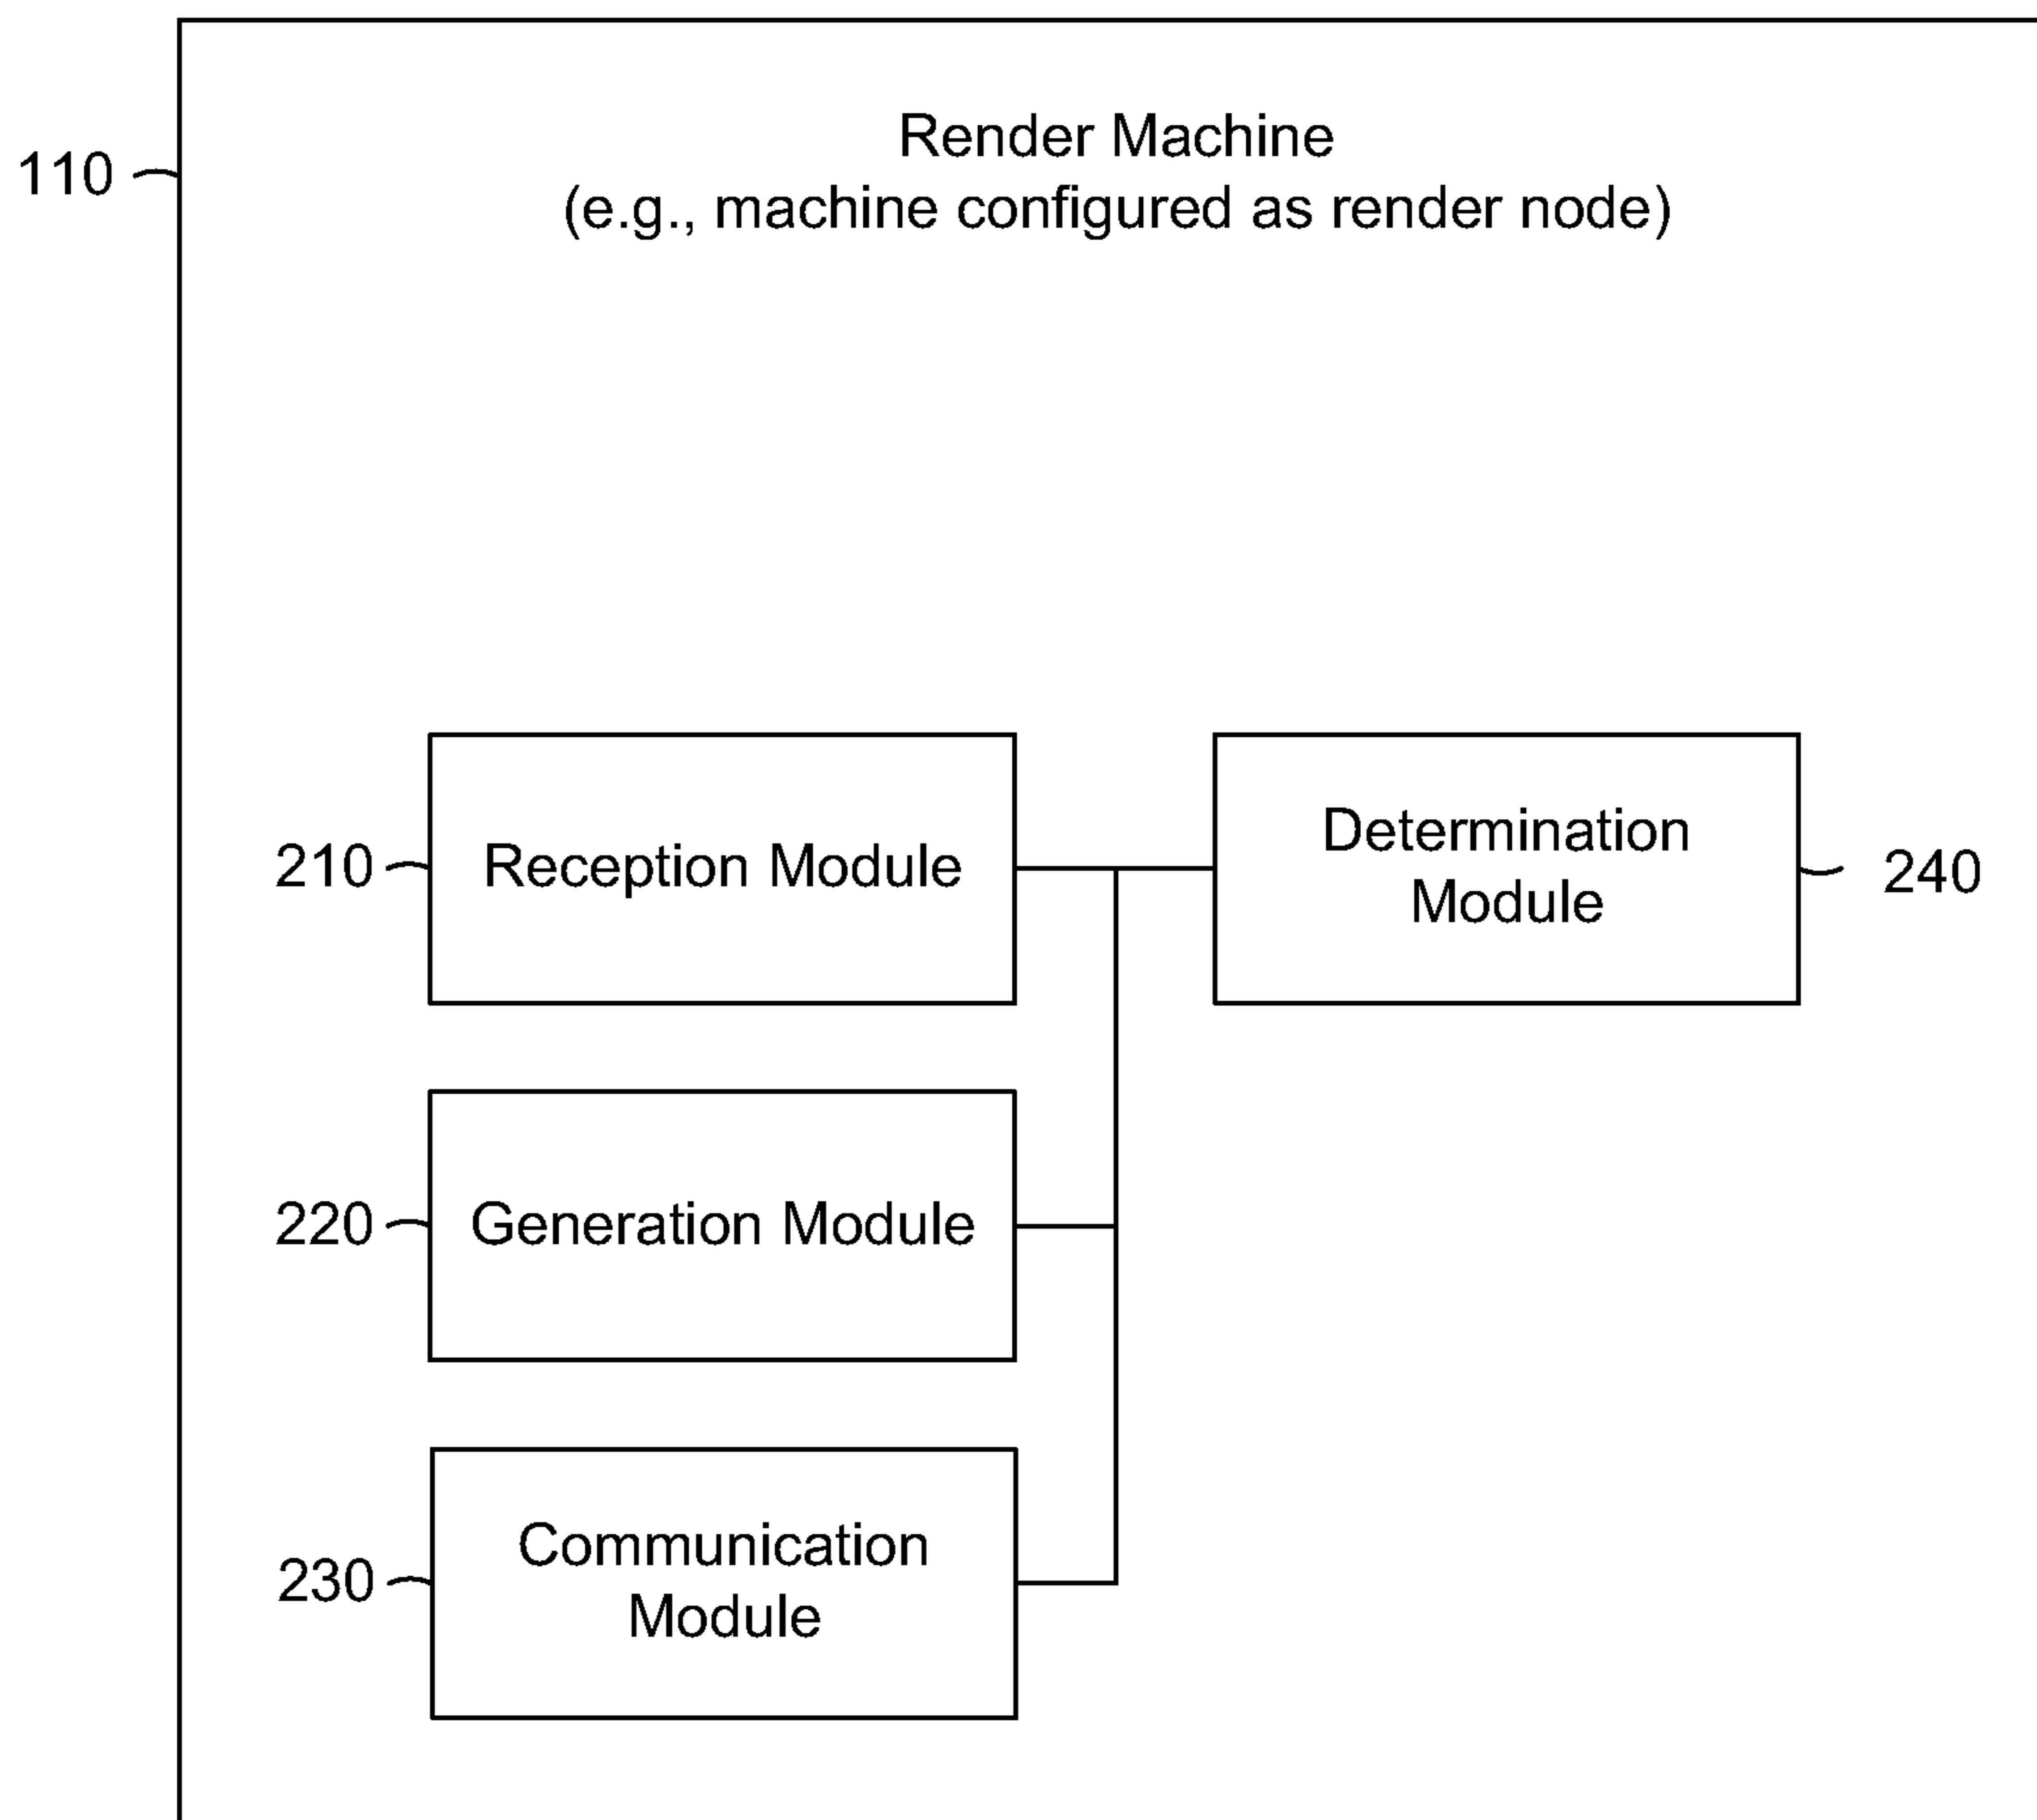 Render Machine
(e.g., machine configured as render node)
110
210
Reception Module
Determination
Module
240
220
Generation Module
230
Communication
Module